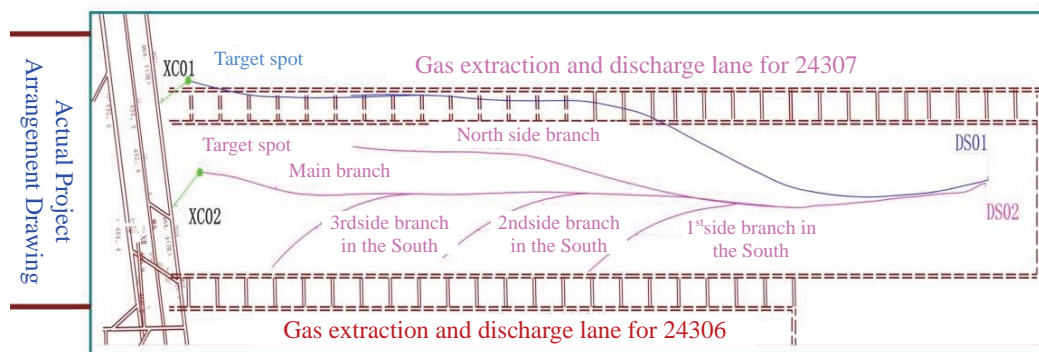 Actual Project
Arrangement Drawing
XC01
Target spot
Gas extraction and discharge lane for 24307
North side branch
Target spot
Main branch
DS01
XC02
3rdside branch
in the South
2ndside branch
in the South
1stside branch in
the South
DS02
Gas extraction and discharge lane for 24306